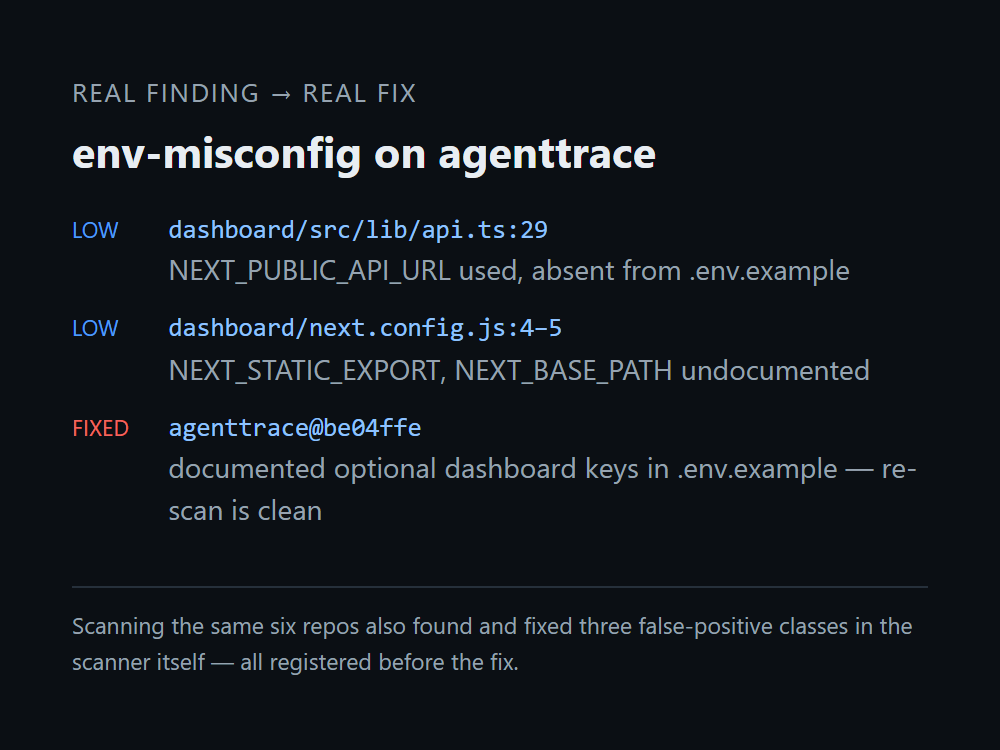 REAL FINDING → REAL FIX
env-misconfig on agenttrace
LOW dashboard/src/lib/api.ts:29
NEXT_PUBLIC_API_URL used, absent from .env.example
LOW dashboard/next.config.js:4–5
NEXT_STATIC_EXPORT, NEXT_BASE_PATH undocumented
FIXED agenttrace@be04ffe
documented optional dashboard keys in .env.example — re-
scan is clean
Scanning the same six repos also found and fixed three false-positive classes in the
scanner itself — all registered before the fix.